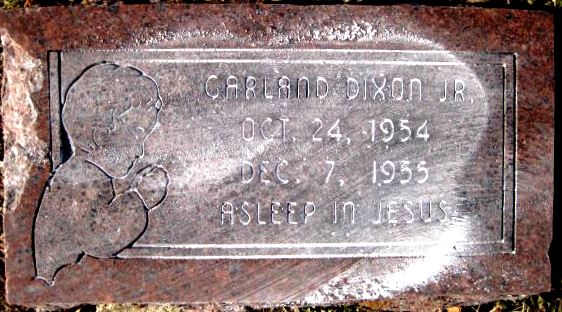 GARLAND DIXON JR.
OCT. 24, 1954
DEC. 7, 1955
ASLEEP IN JESUS